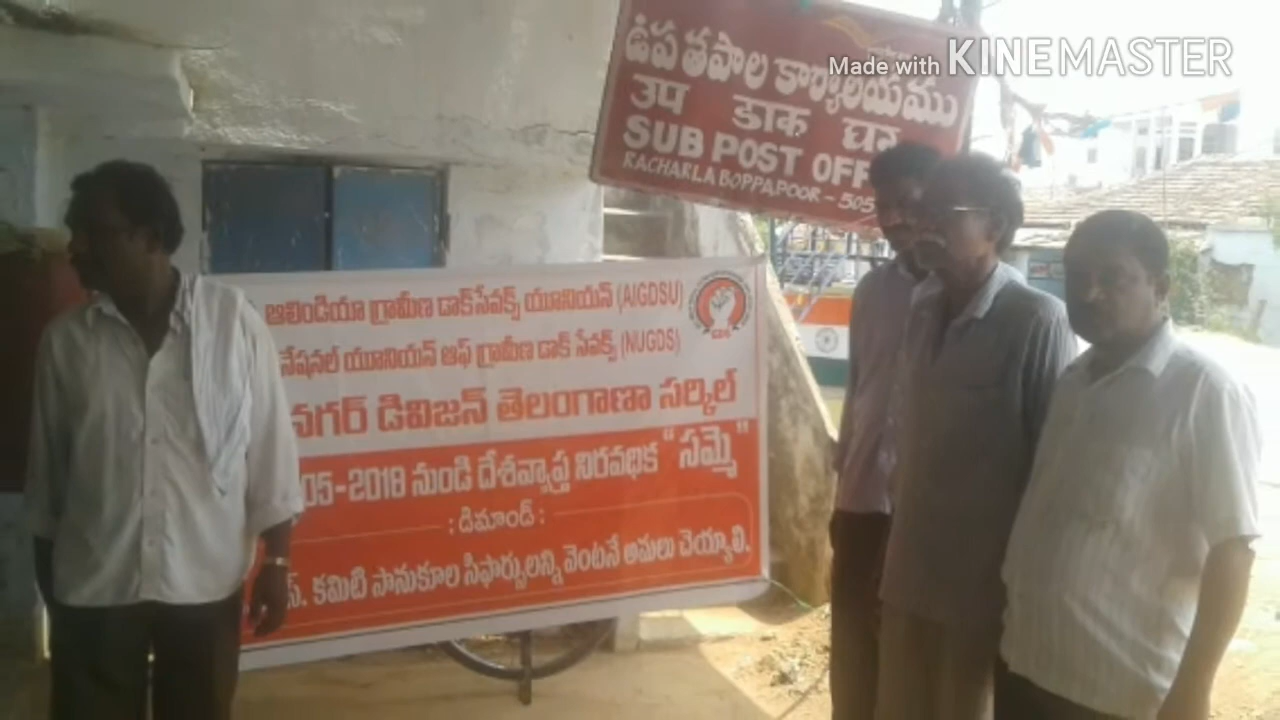 Made with KINEMASTER
ఉప తపాల కార్యాలయము
उप डाक घर
SUB POST OFF
RACHARLA BOPPAPOOR - 505
ఆలిండియా గ్రామీణ డాక్‌సేవక్స్ యూనియన్ (AIGDSU)
నేషనల్ యూనియన్ ఆఫ్ గ్రామీణ డాక్ సేవక్స్ (NUGDS)
నగర్ డివిజన్ తెలంగాణా సర్కిల్
05-2018 నుండి దేశవ్యాప్త నిరవధిక "సమ్మె"
: డిమాండ్ :
ఎస్. కమిటీ సానుకూల సిఫార్సులన్ని వెంటనే అమలు చెయ్యాలి.